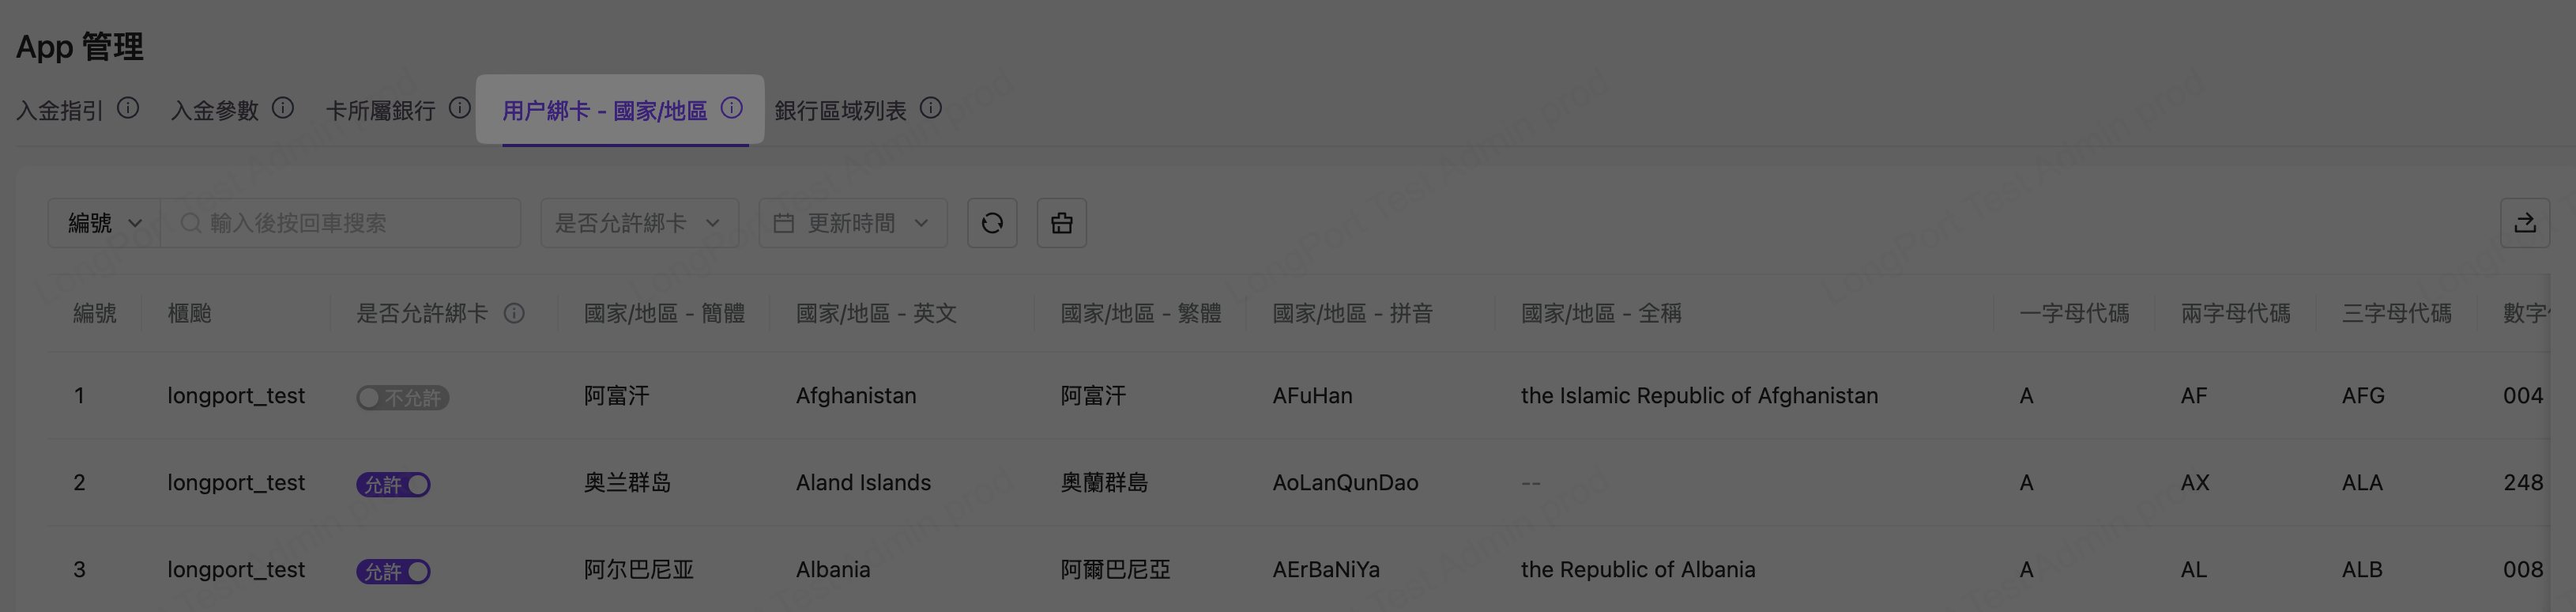 App 管理
入金指引 入金參數 卡所屬銀行 用户綁卡 - 國家/地區 銀行區域列表
編號 輸入後按回車搜索 是否允許綁卡 更新時間
編號 櫃颱 是否允許綁卡 國家/地區 - 簡體 國家/地區 - 英文 國家/地區 - 繁體 國家/地區 - 拼音 國家/地區 - 全稱 一字母代碼 兩字母代碼 三字母代碼 數字
1 longport_test 不允許 阿富汗 Afghanistan 阿富汗 AFuHan the Islamic Republic of Afghanistan A AF AFG 004
2 longport_test 允許 奥兰群岛 Aland Islands 奧蘭群島 AoLanQunDao -- A AX ALA 248
3 longport_test 允許 阿尔巴尼亚 Albania 阿爾巴尼亞 AErBaNiYa the Republic of Albania A AL ALB 008
LongPort Test Admin prod